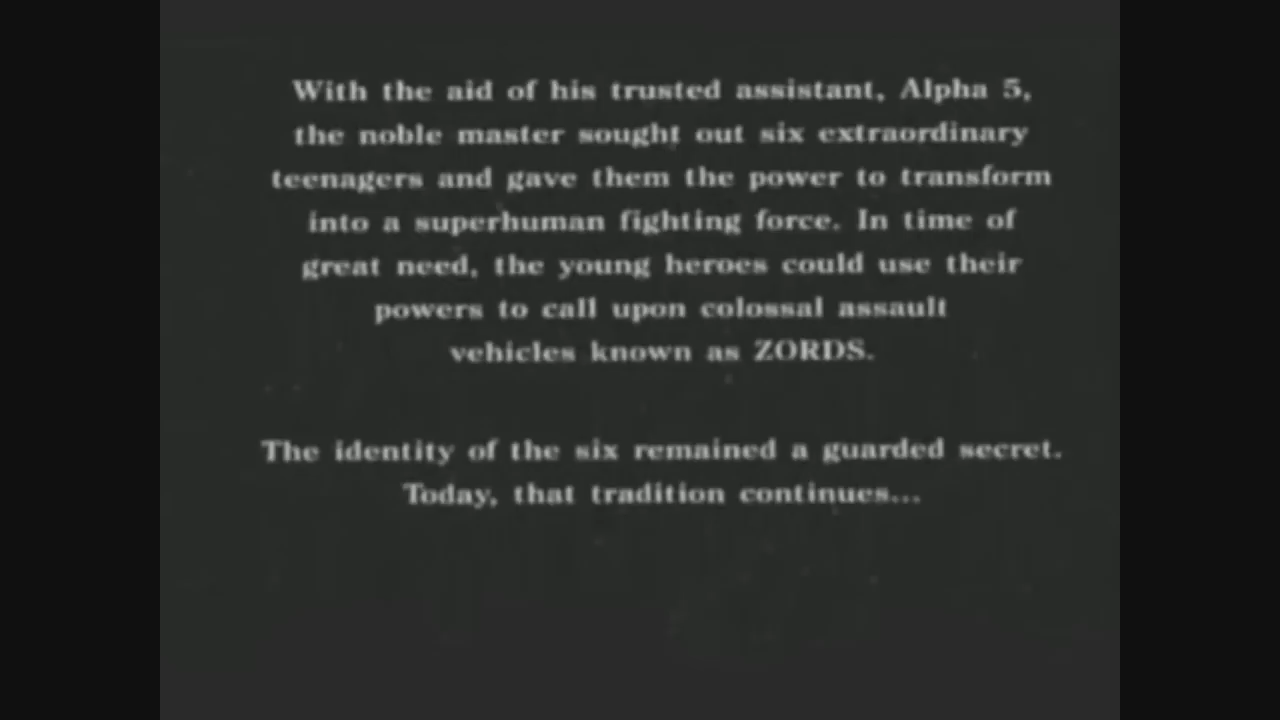 With the aid of his trusted assistant, Alpha 5,
the noble master sought out six extraordinary
teenagers and gave them the power to transform
into a superhuman fighting force. In time of
great need, the young heroes could use their
powers to call upon colossal assault
vehicles known as ZORDS.
The identity of the six remained a guarded secret.
Today, that tradition continues...